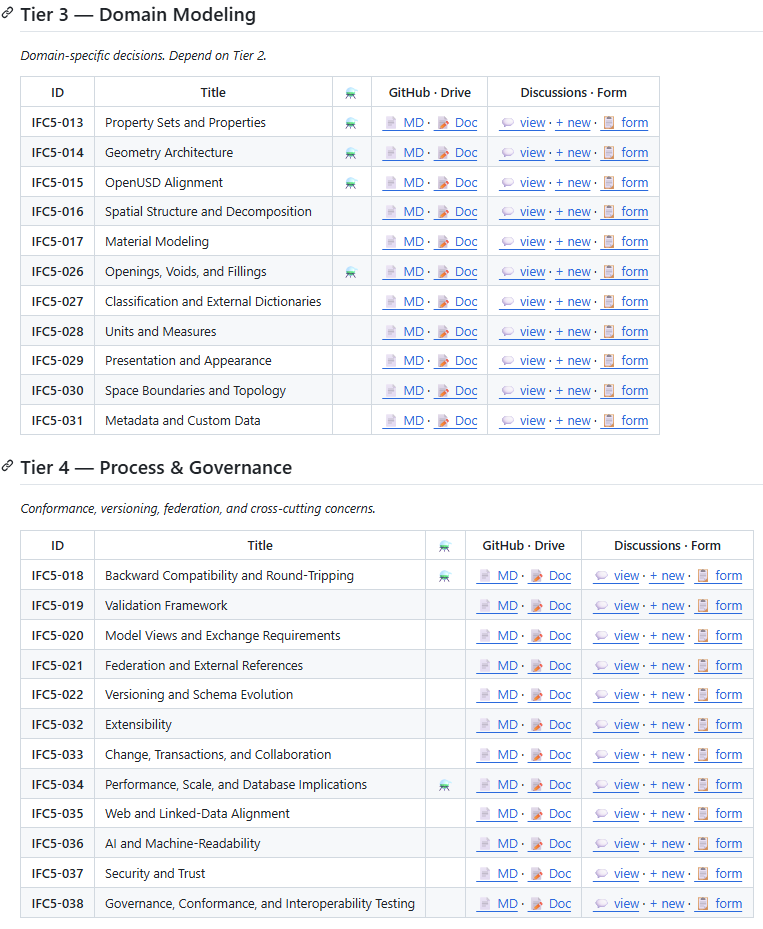 Tier 3 — Domain Modeling
Domain-specific decisions. Depend on Tier 2.
ID Title ⚗️ GitHub · Drive Discussions · Form
IFC5-013 Property Sets and Properties ⚗️ 📄 MD · 📝 Doc 💬 view · + new · 📋 form
IFC5-014 Geometry Architecture ⚗️ 📄 MD · 📝 Doc 💬 view · + new · 📋 form
IFC5-015 OpenUSD Alignment ⚗️ 📄 MD · 📝 Doc 💬 view · + new · 📋 form
IFC5-016 Spatial Structure and Decomposition 📄 MD · 📝 Doc 💬 view · + new · 📋 form
IFC5-017 Material Modeling 📄 MD · 📝 Doc 💬 view · + new · 📋 form
IFC5-026 Openings, Voids, and Fillings ⚗️ 📄 MD · 📝 Doc 💬 view · + new · 📋 form
IFC5-027 Classification and External Dictionaries 📄 MD · 📝 Doc 💬 view · + new · 📋 form
IFC5-028 Units and Measures 📄 MD · 📝 Doc 💬 view · + new · 📋 form
IFC5-029 Presentation and Appearance 📄 MD · 📝 Doc 💬 view · + new · 📋 form
IFC5-030 Space Boundaries and Topology 📄 MD · 📝 Doc 💬 view · + new · 📋 form
IFC5-031 Metadata and Custom Data 📄 MD · 📝 Doc 💬 view · + new · 📋 form
Tier 4 — Process & Governance
Conformance, versioning, federation, and cross-cutting concerns.
ID Title ⚗️ GitHub · Drive Discussions · Form
IFC5-018 Backward Compatibility and Round-Tripping ⚗️ 📄 MD · 📝 Doc 💬 view · + new · 📋 form
IFC5-019 Validation Framework 📄 MD · 📝 Doc 💬 view · + new · 📋 form
IFC5-020 Model Views and Exchange Requirements 📄 MD · 📝 Doc 💬 view · + new · 📋 form
IFC5-021 Federation and External References 📄 MD · 📝 Doc 💬 view · + new · 📋 form
IFC5-022 Versioning and Schema Evolution 📄 MD · 📝 Doc 💬 view · + new · 📋 form
IFC5-032 Extensibility 📄 MD · 📝 Doc 💬 view · + new · 📋 form
IFC5-033 Change, Transactions, and Collaboration 📄 MD · 📝 Doc 💬 view · + new · 📋 form
IFC5-034 Performance, Scale, and Database Implications ⚗️ 📄 MD · 📝 Doc 💬 view · + new · 📋 form
IFC5-035 Web and Linked-Data Alignment 📄 MD · 📝 Doc 💬 view · + new · 📋 form
IFC5-036 AI and Machine-Readability 📄 MD · 📝 Doc 💬 view · + new · 📋 form
IFC5-037 Security and Trust 📄 MD · 📝 Doc 💬 view · + new · 📋 form
IFC5-038 Governance, Conformance, and Interoperability Testing 📄 MD · 📝 Doc 💬 view · + new · 📋 form